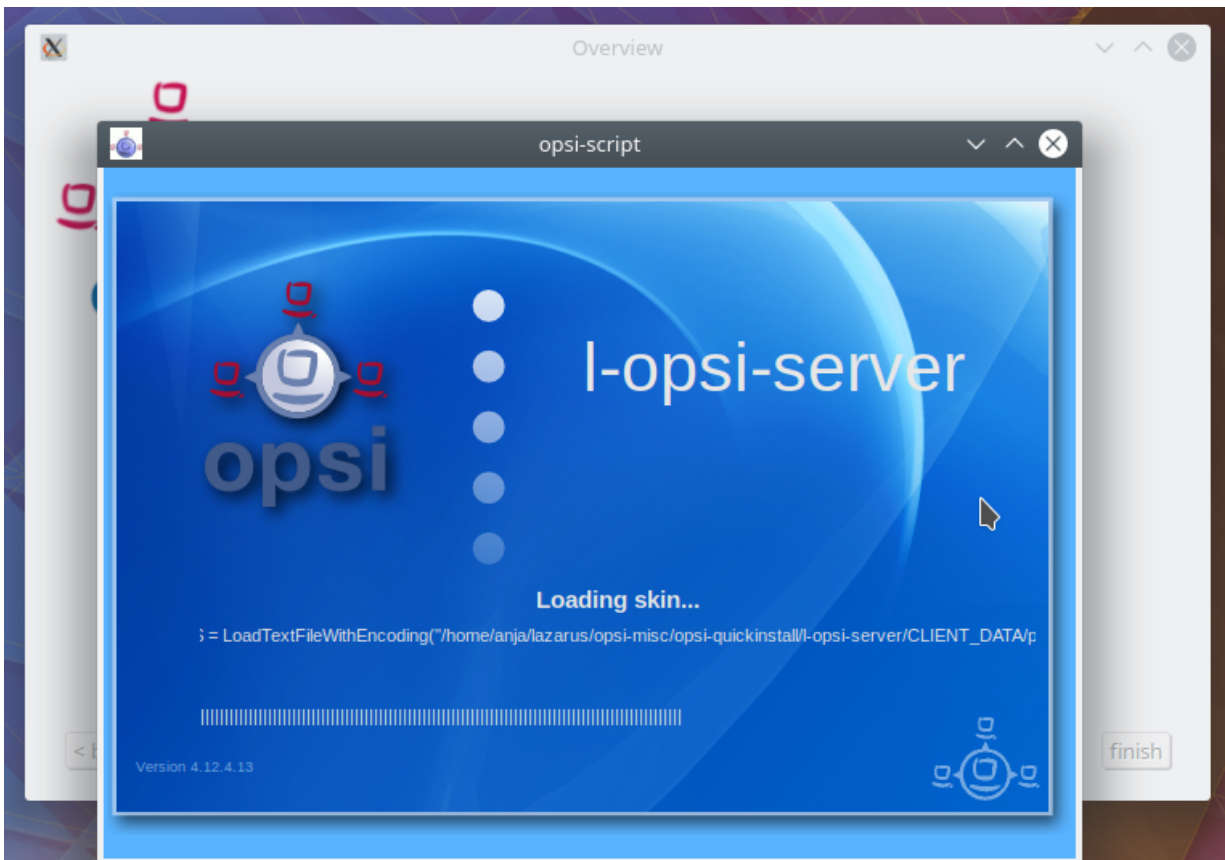 Overview
opsi-script
l-opsi-server
opsi
Loading skin...
= LoadTextFileWithEncoding("/home/anja/lazarus/opsi-misc/opsi-quickinstall/l-opsi-server/CLIENT_DATA/p
Version 4.12.4.13
<
finish